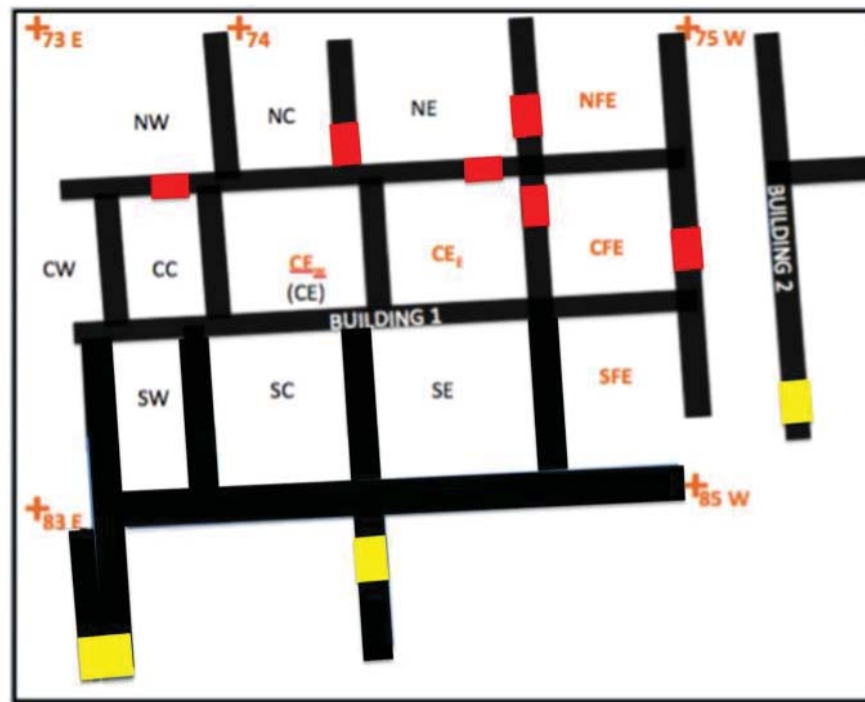 73 E
74
75 W
NW
NC
NE
NFE
CW
CC
CE
(CE)
CE E
CFE
BUILDING 2
BUILDING 1
SW
SC
SE
SFE
83 E
85 W